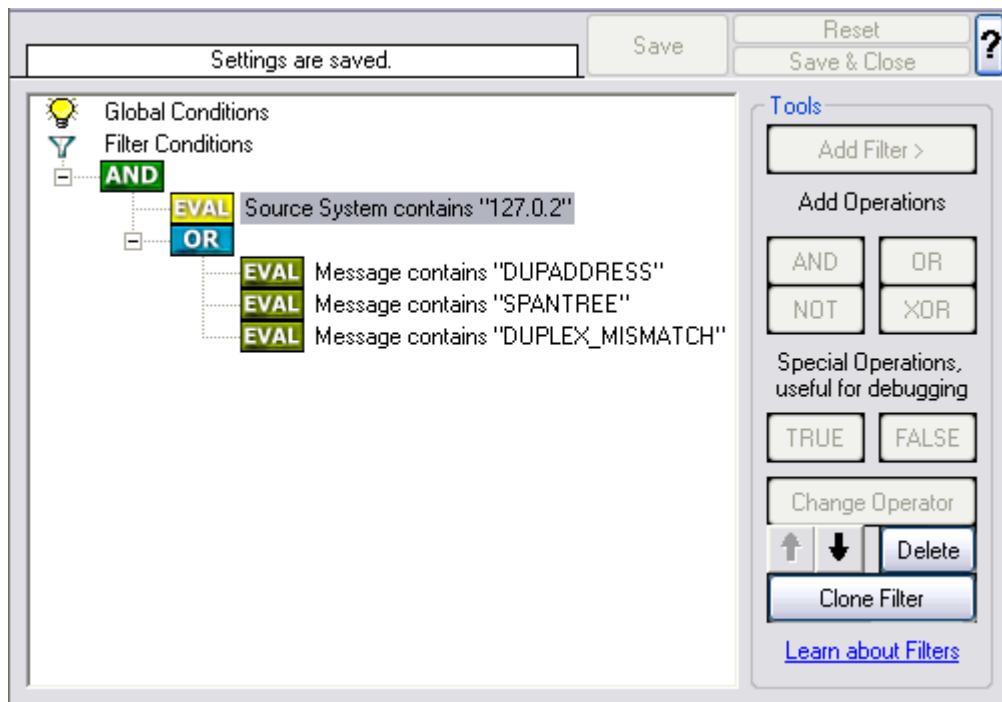 Settings are saved.
Save
Reset
Save & Close
?
Global Conditions
Filter Conditions
AND
EVAL Source System contains "127.0.2"
OR
EVAL Message contains "DUPADDRESS"
EVAL Message contains "SPANTREE"
EVAL Message contains "DUPLEX_MISMATCH"
Tools
Add Filter >
Add Operations
AND OR
NOT XOR
Special Operations,
useful for debugging
TRUE FALSE
Change Operator
Delete
Clone Filter
Learn about Filters